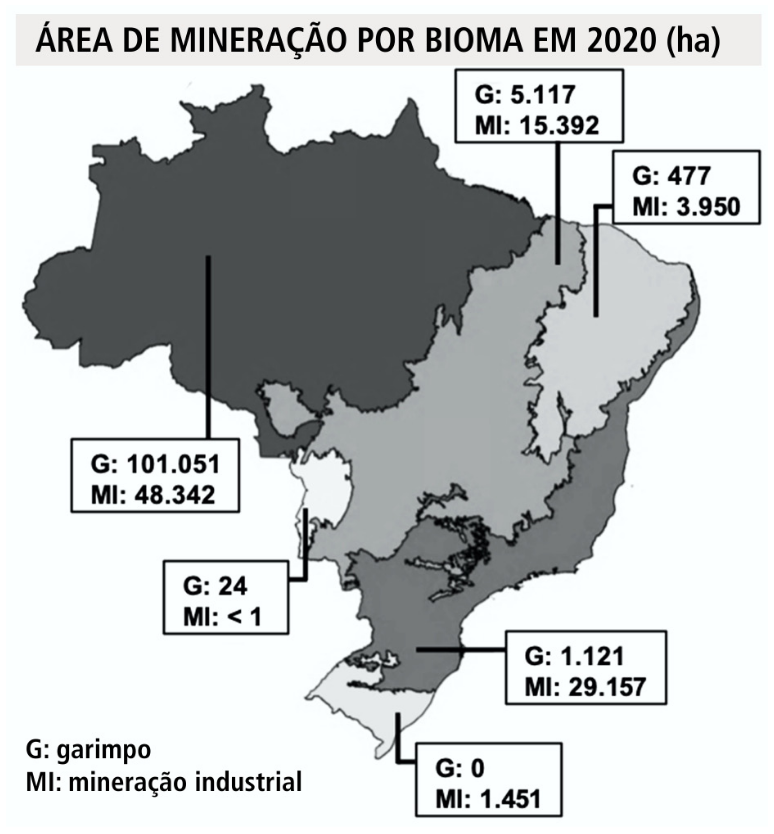 ÁREA DE MINERAÇÃO POR BIOMA EM 2020 (ha)
G: 5.117
MI: 15.392
G: 477
MI: 3.950
G: 101.051
MI: 48.342
G: 24
MI: < 1
G: 1.121
MI: 29.157
G: 0
MI: 1.451
G: garimpo
MI: mineração industrial